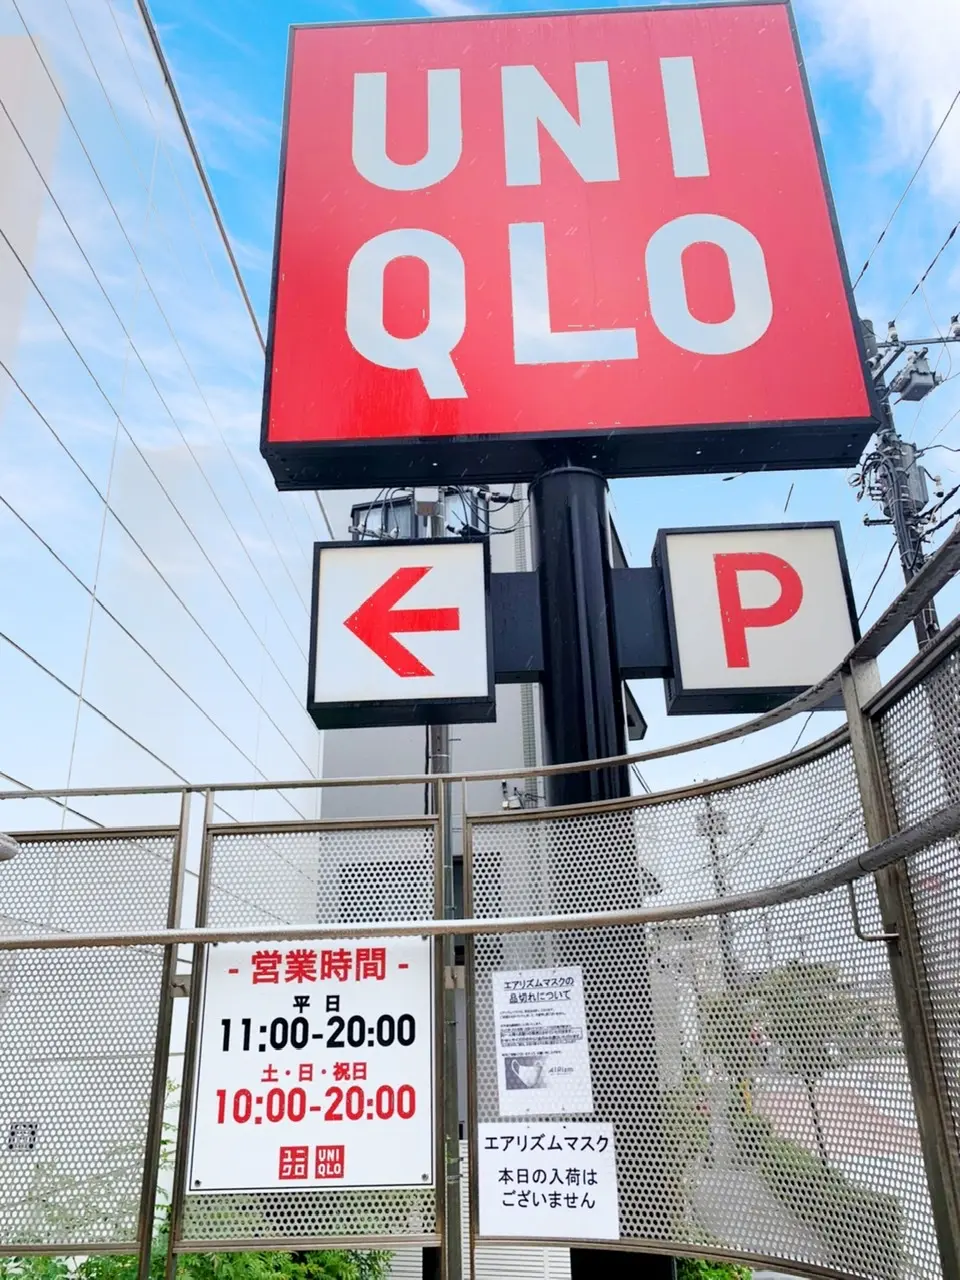 UNI
QLO
P
- 営業時間 -
平 日
11:00-20:00
土・日・祝日
10:00-20:00
ユニ
クロ
UNI
QLO
エアリズムマスクの
品切れについて
AIRism
エアリズムマスク
本日の入荷は
ございません